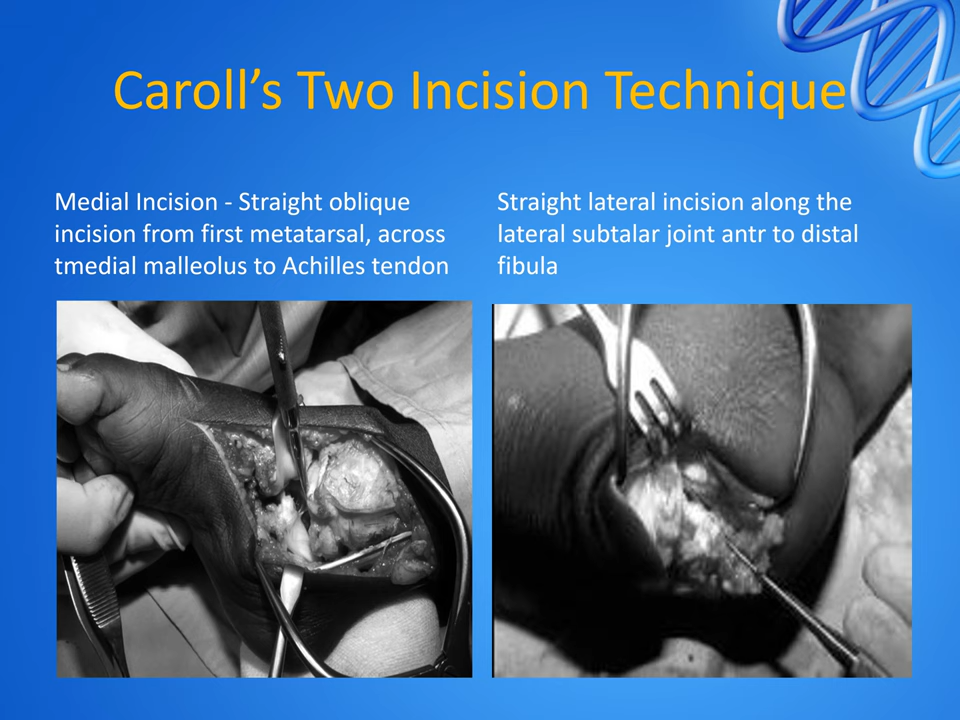 Caroll’s Two Incision Technique
Medial Incision - Straight oblique
incision from first metatarsal, across
tmedial malleolus to Achilles tendon
Straight lateral incision along the
lateral subtalar joint antr to distal
fibula